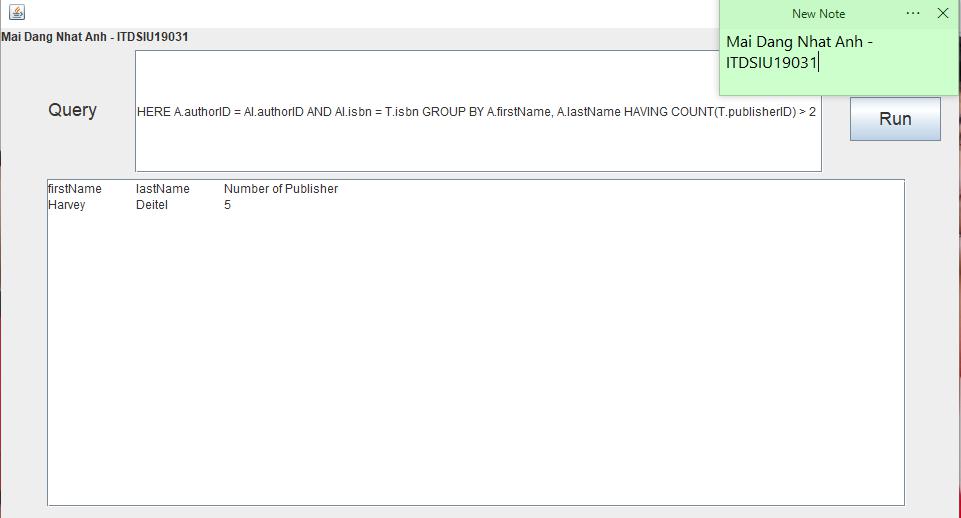 New Note
Mai Dang Nhat Anh - ITDSIU19031
Mai Dang Nhat Anh -
ITDSIU19031
Query
HERE A.authorID = AI.authorID AND AI.isbn = T.isbn GROUP BY A.firstName, A.lastName HAVING COUNT(T.publisherID) > 2
Run
firstName lastName Number of Publisher
Harvey Deitel 5